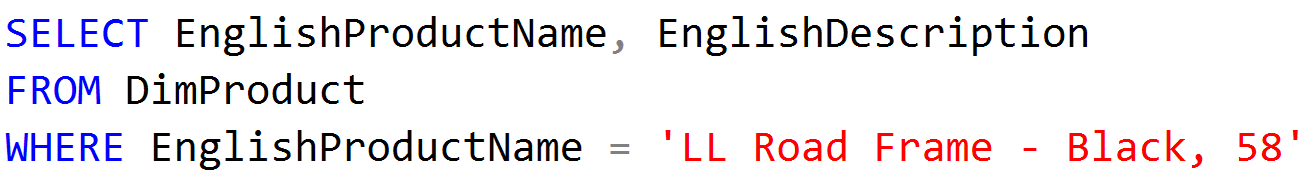 SELECT EnglishProductName, EnglishDescription
FROM DimProduct
WHERE EnglishProductName = 'LL Road Frame - Black, 58'